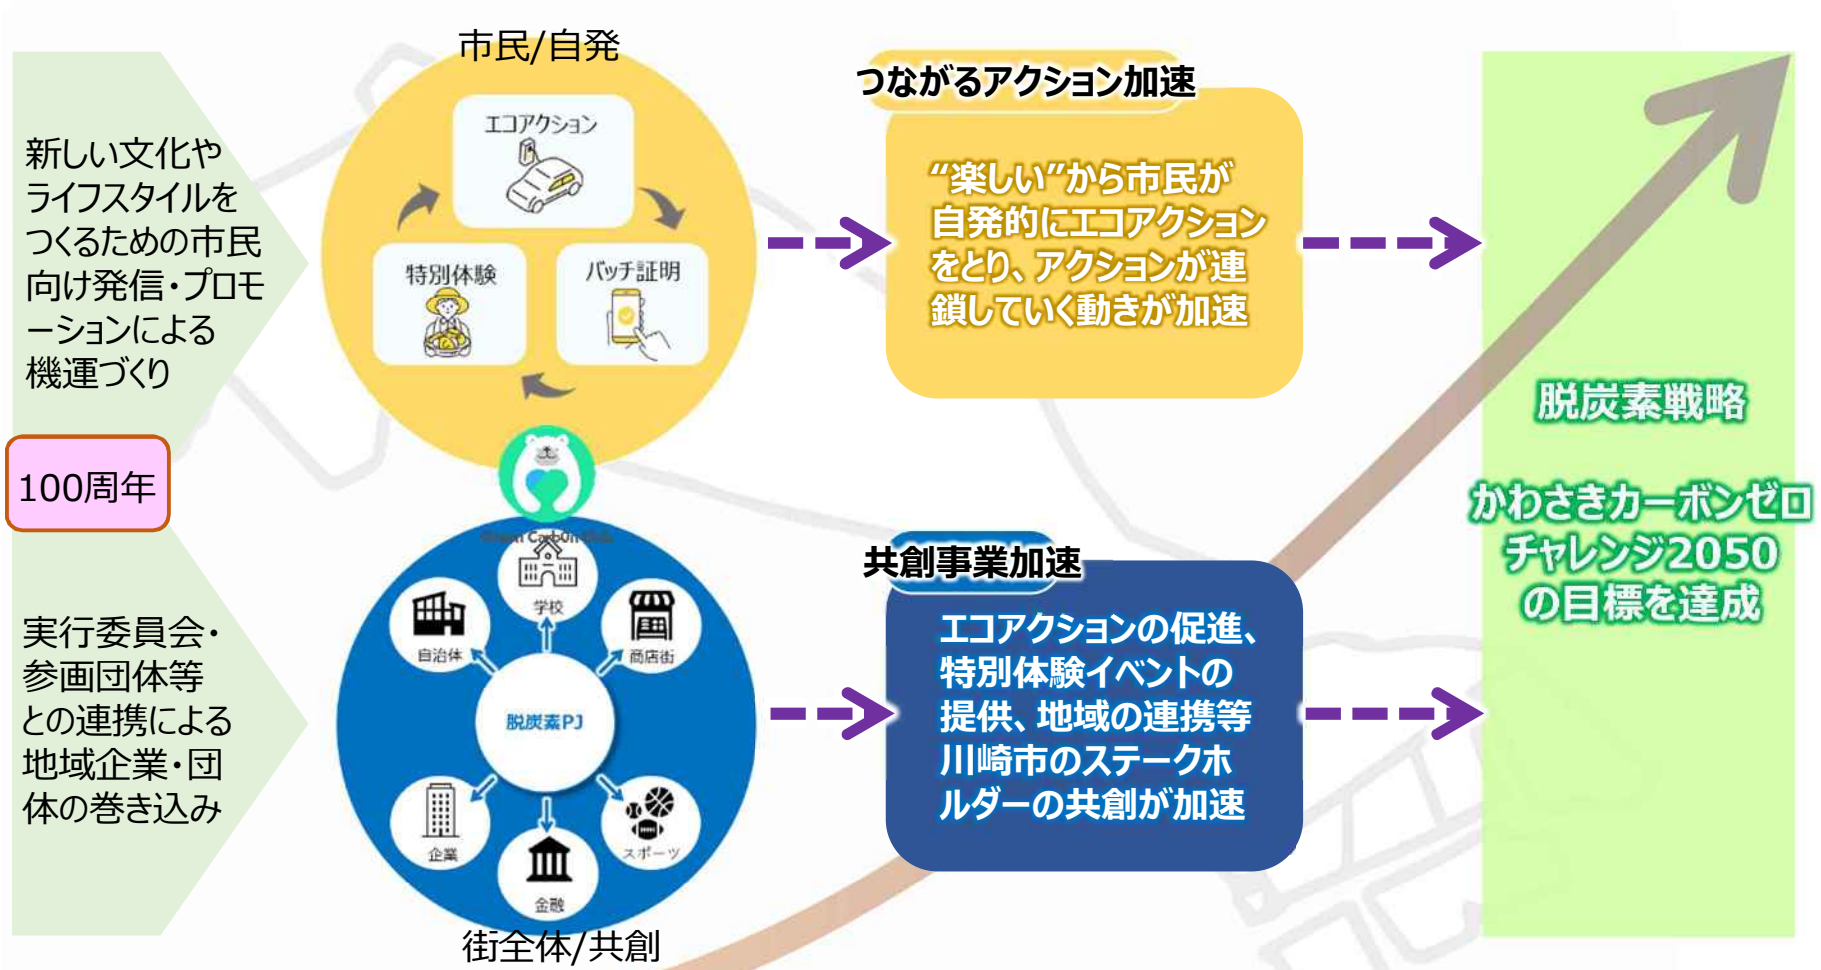 新しい文化や
ライフスタイルを
つくるための市民
向け発信・プロモ
ーションによる
機運づくり
100周年
実行委員会・
参画団体等
との連携による
地域企業・団
体の巻き込み
市民/自発
エコアクション
特別体験
バッチ証明
学校
自治体
商店街
脱炭素PJ
企業
スポーツ
金融
街全体/共創
つながるアクション加速
“楽しい”から市民が
自発的にエコアクション
をとり、アクションが連
鎖していく動きが加速
共創事業加速
エコアクションの促進、
特別体験イベントの
提供、地域の連携等
川崎市のステークホ
ルダーの共創が加速
脱炭素戦略
かわさきカーボンゼロ
チャレンジ2050
の目標を達成